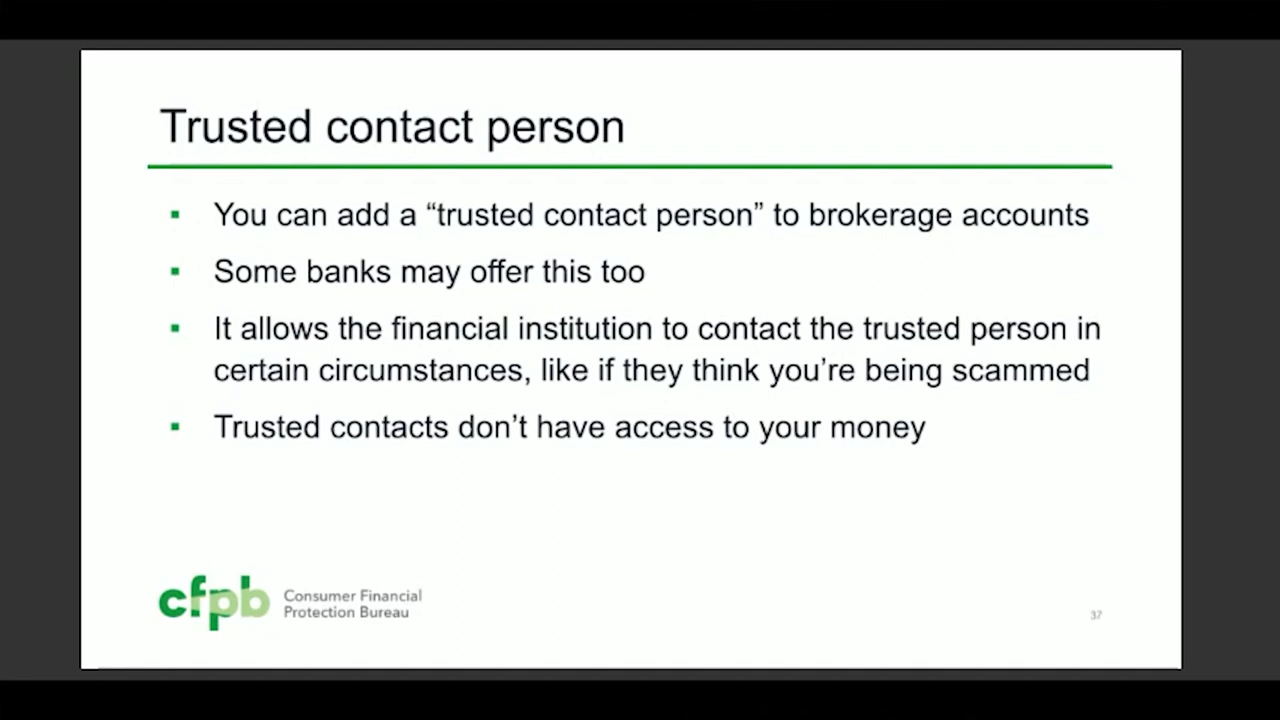 Trusted contact person
▪ You can add a “trusted contact person” to brokerage accounts
▪ Some banks may offer this too
▪ It allows the financial institution to contact the trusted person in
certain circumstances, like if they think you’re being scammed
▪ Trusted contacts don’t have access to your money
cfpb
Consumer Financial
Protection Bureau
37